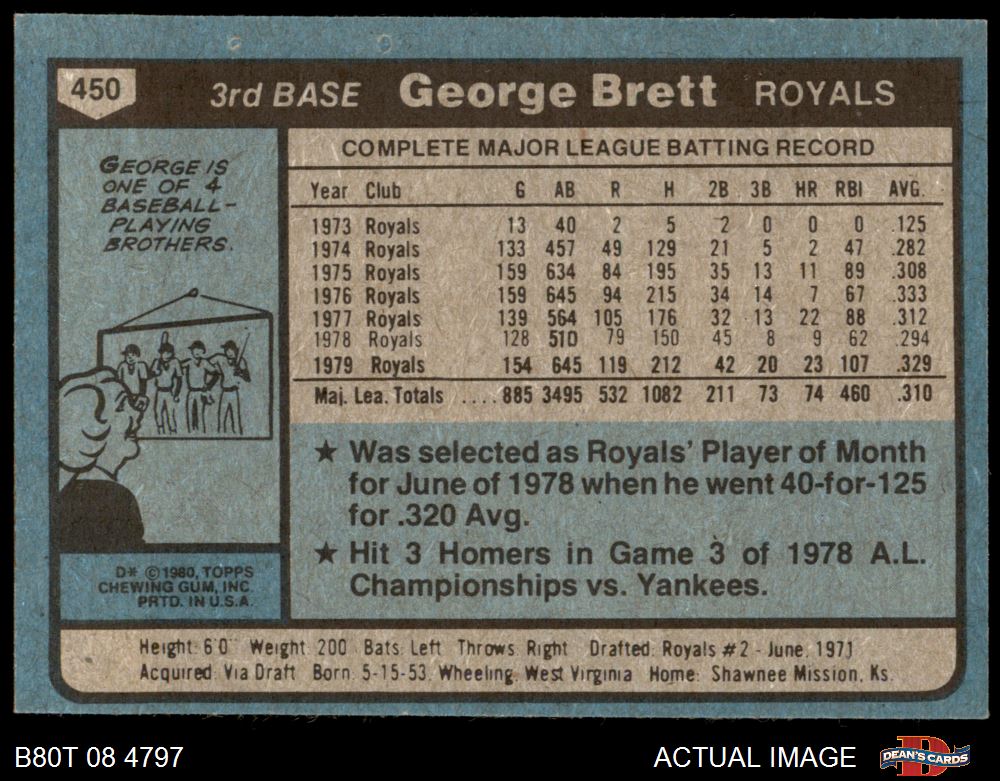 450 3rd BASE George Brett ROYALS
GEORGE IS
ONE OF 4
BASEBALL-
PLAYING
BROTHERS.
COMPLETE MAJOR LEAGUE BATTING RECORD
Year Club G AB R H 2B 3B HR RBI AVG.
1973 Royals 13 40 2 5 2 0 0 0 .125
1974 Royals 133 457 49 129 21 5 2 47 .282
1975 Royals 159 634 84 195 35 13 11 89 .308
1976 Royals 159 645 94 215 34 14 7 67 .333
1977 Royals 139 564 105 176 32 13 22 88 .312
1978 Royals 128 510 79 150 45 8 9 62 .294
1979 Royals 154 645 119 212 42 20 23 107 .329
Maj. Lea. Totals ....885 3495 532 1082 211 73 74 460 .310
★ Was selected as Royals' Player of Month
for June of 1978 when he went 40-for-125
for .320 Avg.
★ Hit 3 Homers in Game 3 of 1978 A.L.
Championships vs. Yankees.
D* ©1980, TOPPS
CHEWING GUM, INC.
PRTD. IN U.S.A.
Height: 6'0" Weight: 200 Bats: Left Throws: Right Drafted: Royals #2 - June, 1971
Acquired: Via Draft Born: 5-15-53, Wheeling, West Virginia Home: Shawnee Mission, Ks.
B80T 08 4797 ACTUAL IMAGE DEAN'S CARDS